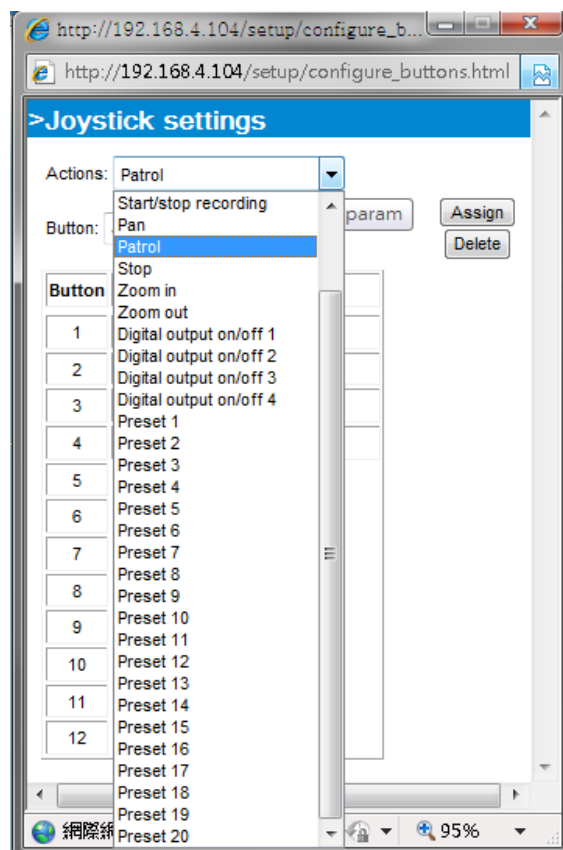 http://192.168.4.104/setup/configure_b...
http://192.168.4.104/setup/configure_buttons.html
>Joystick settings
Actions: Patrol
Button: param Assign
Delete
Start/stop recording
Pan
Patrol
Stop
Zoom in
Zoom out
Digital output on/off 1
Digital output on/off 2
Digital output on/off 3
Digital output on/off 4
Preset 1
Preset 2
Preset 3
Preset 4
Preset 5
Preset 6
Preset 7
Preset 8
Preset 9
Preset 10
Preset 11
Preset 12
Preset 13
Preset 14
Preset 15
Preset 16
Preset 17
Preset 18
Preset 19
Preset 20
Button
1
2
3
4
5
6
7
8
9
10
11
12
網際 95%